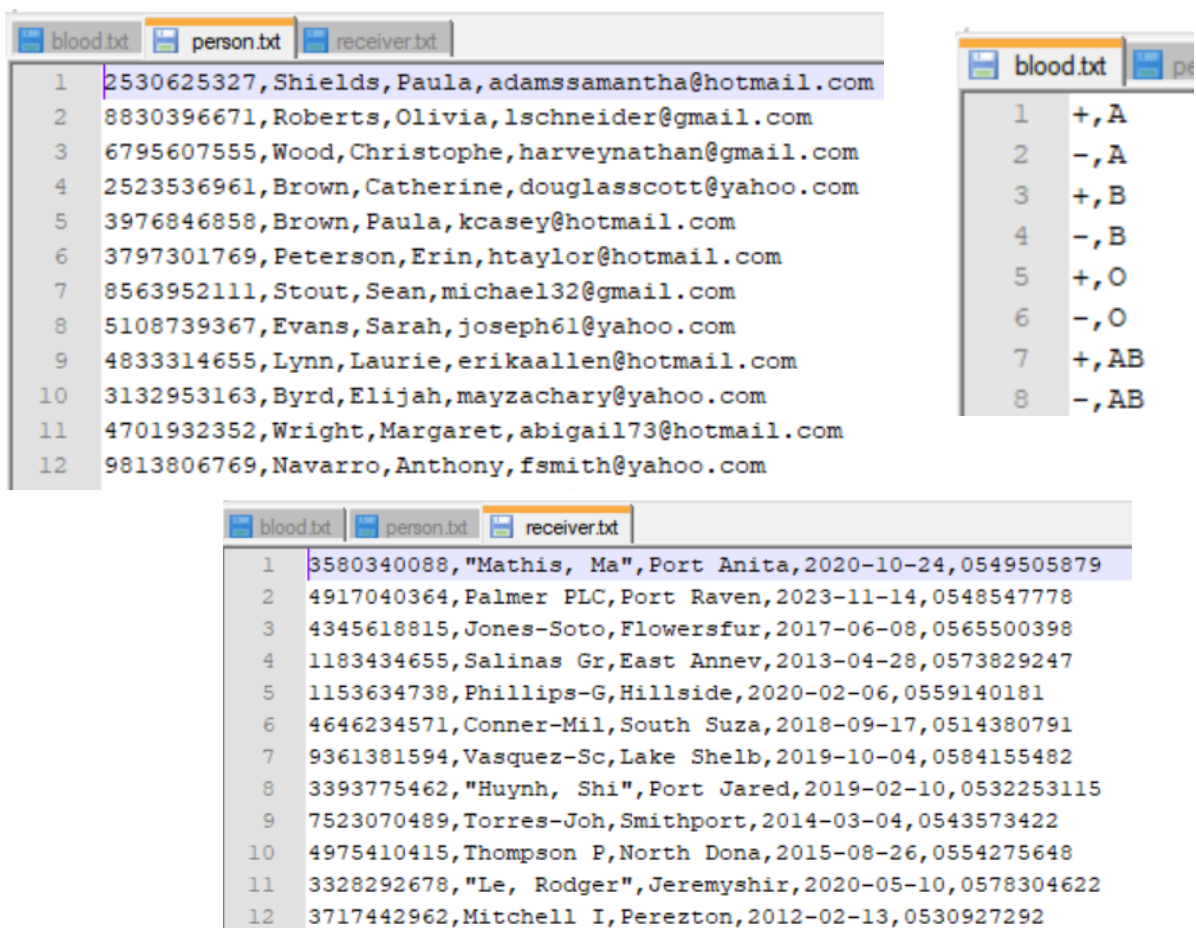 blood.txt person.txt receiver.txt
1 2530625327,Shields,Paula,adamssamantha@hotmail.com
2 8830396671,Roberts,Olivia,lschneider@gmail.com
3 6795607555,Wood,Christophe,harveynathan@gmail.com
4 2523536961,Brown,Catherine,douglasscott@yahoo.com
5 3976846858,Brown,Paula,kcasey@hotmail.com
6 3797301769,Peterson,Erin,htaylor@hotmail.com
7 8563952111,Stout,Sean,michael32@gmail.com
8 5108739367,Evans,Sarah,joseph61@yahoo.com
9 4833314655,Lynn,Laurie,erikaallen@hotmail.com
10 3132953163,Byrd,Elijah,mayzachary@yahoo.com
11 4701932352,Wright,Margaret,abigail73@hotmail.com
12 9813806769,Navarro,Anthony,fsmith@yahoo.com
blood.txt pe
1 +,A
2 -,A
3 +,B
4 -,B
5 +,O
6 -,O
7 +,AB
8 -,AB
blood.txt person.txt receiver.txt
1 3580340088,"Mathis, Ma",Port Anita,2020-10-24,0549505879
2 4917040364,Palmer PLC,Port Raven,2023-11-14,0548547778
3 4345618815,Jones-Soto,Flowersfur,2017-06-08,0565500398
4 1183434655,Salinas Gr,East Annev,2013-04-28,0573829247
5 1153634738,Phillips-G,Hillside,2020-02-06,0559140181
6 4646234571,Conner-Mil,South Suza,2018-09-17,0514380791
7 9361381594,Vasquez-Sc,Lake Shelb,2019-10-04,0584155482
8 3393775462,"Huynh, Shi",Port Jared,2019-02-10,0532253115
9 7523070489,Torres-Joh,Smithport,2014-03-04,0543573422
10 4975410415,Thompson P,North Dona,2015-08-26,0554275648
11 3328292678,"Le, Rodger",Jeremyshir,2020-05-10,0578304622
12 3717442962,Mitchell I,Perezton,2012-02-13,0530927292